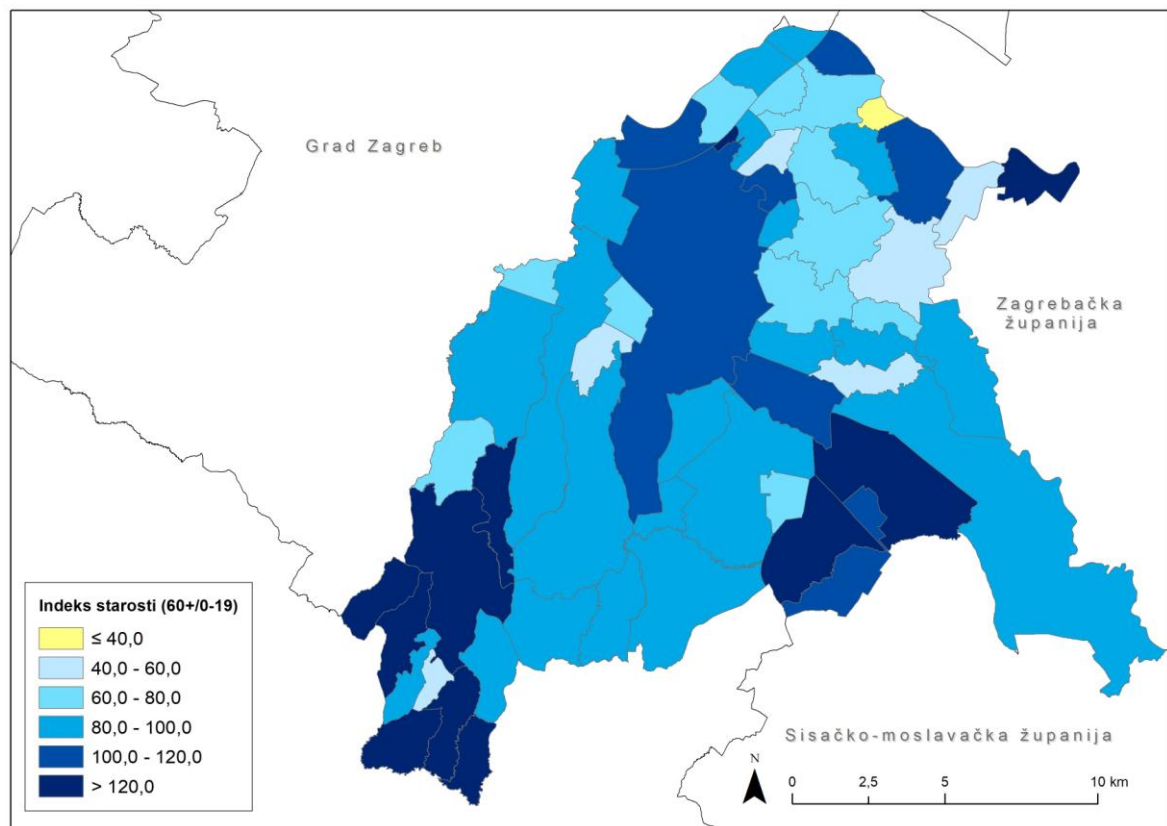 Grad Zagreb
Zagrebačka
županija
Indeks starosti (60+/0-19)
≤ 40,0
40,0 - 60,0
60,0 - 80,0
80,0 - 100,0
100,0 - 120,0
> 120,0
Sisačko-moslavačka županija
N
0 2,5 5 10 km